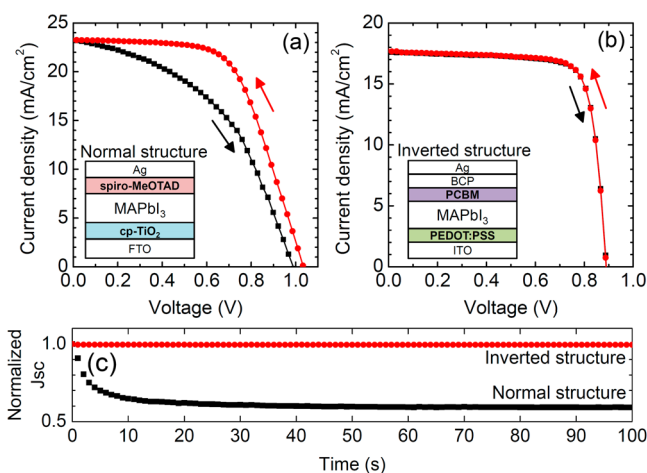 25
20
15
10
5
0
0.0 0.2 0.4 0.6 0.8 1.0
Current density (mA/cm²)
Voltage (V)
(a)
Normal structure
Ag
spiro-MeOTAD
MAPbI₃
cp-TiO₂
FTO
20
15
10
5
0
0.0 0.2 0.4 0.6 0.8 1.0
Current density (mA/cm²)
Voltage (V)
(b)
Inverted structure
Ag
BCP
PCBM
MAPbI₃
PEDOT:PSS
ITO
1.0
0.5
Normalized
Jsc
(c)
Inverted structure
Normal structure
0 10 20 30 40 50 60 70 80 90 100
Time (s)